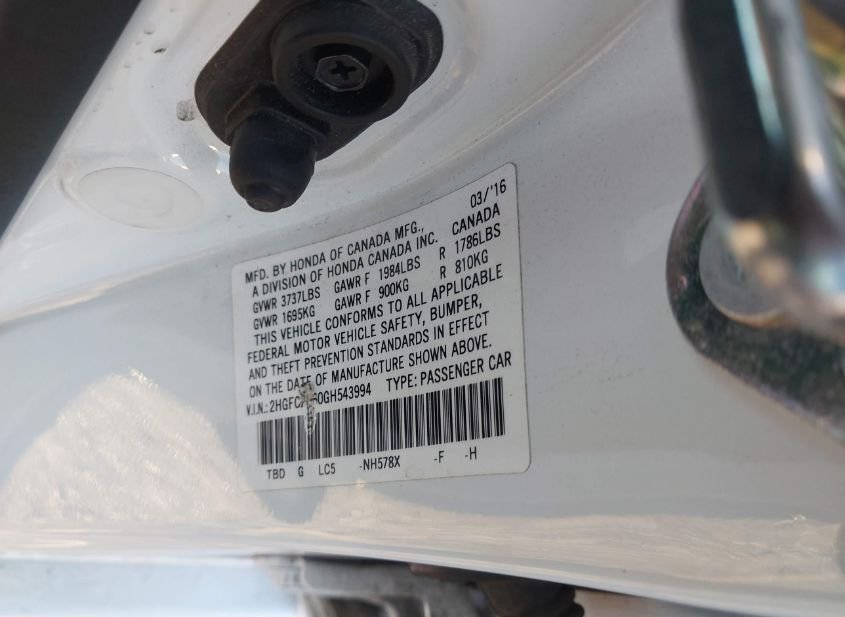 03/'16
MFD. BY HONDA OF CANADA MFG.,
A DIVISION OF HONDA CANADA INC. CANADA
GVWR 3737LBS GAWR F 1984LBS R 1786LBS
GVWR 1695KG GAWR F 900KG R 810KG
THIS VEHICLE CONFORMS TO ALL APPLICABLE
FEDERAL MOTOR VEHICLE SAFETY, BUMPER,
AND THEFT PREVENTION STANDARDS IN EFFECT
ON THE DATE OF MANUFACTURE SHOWN ABOVE.
V.I.N.: TYPE: PASSENGER CAR
TBD G LC5 -NH578X -F -H